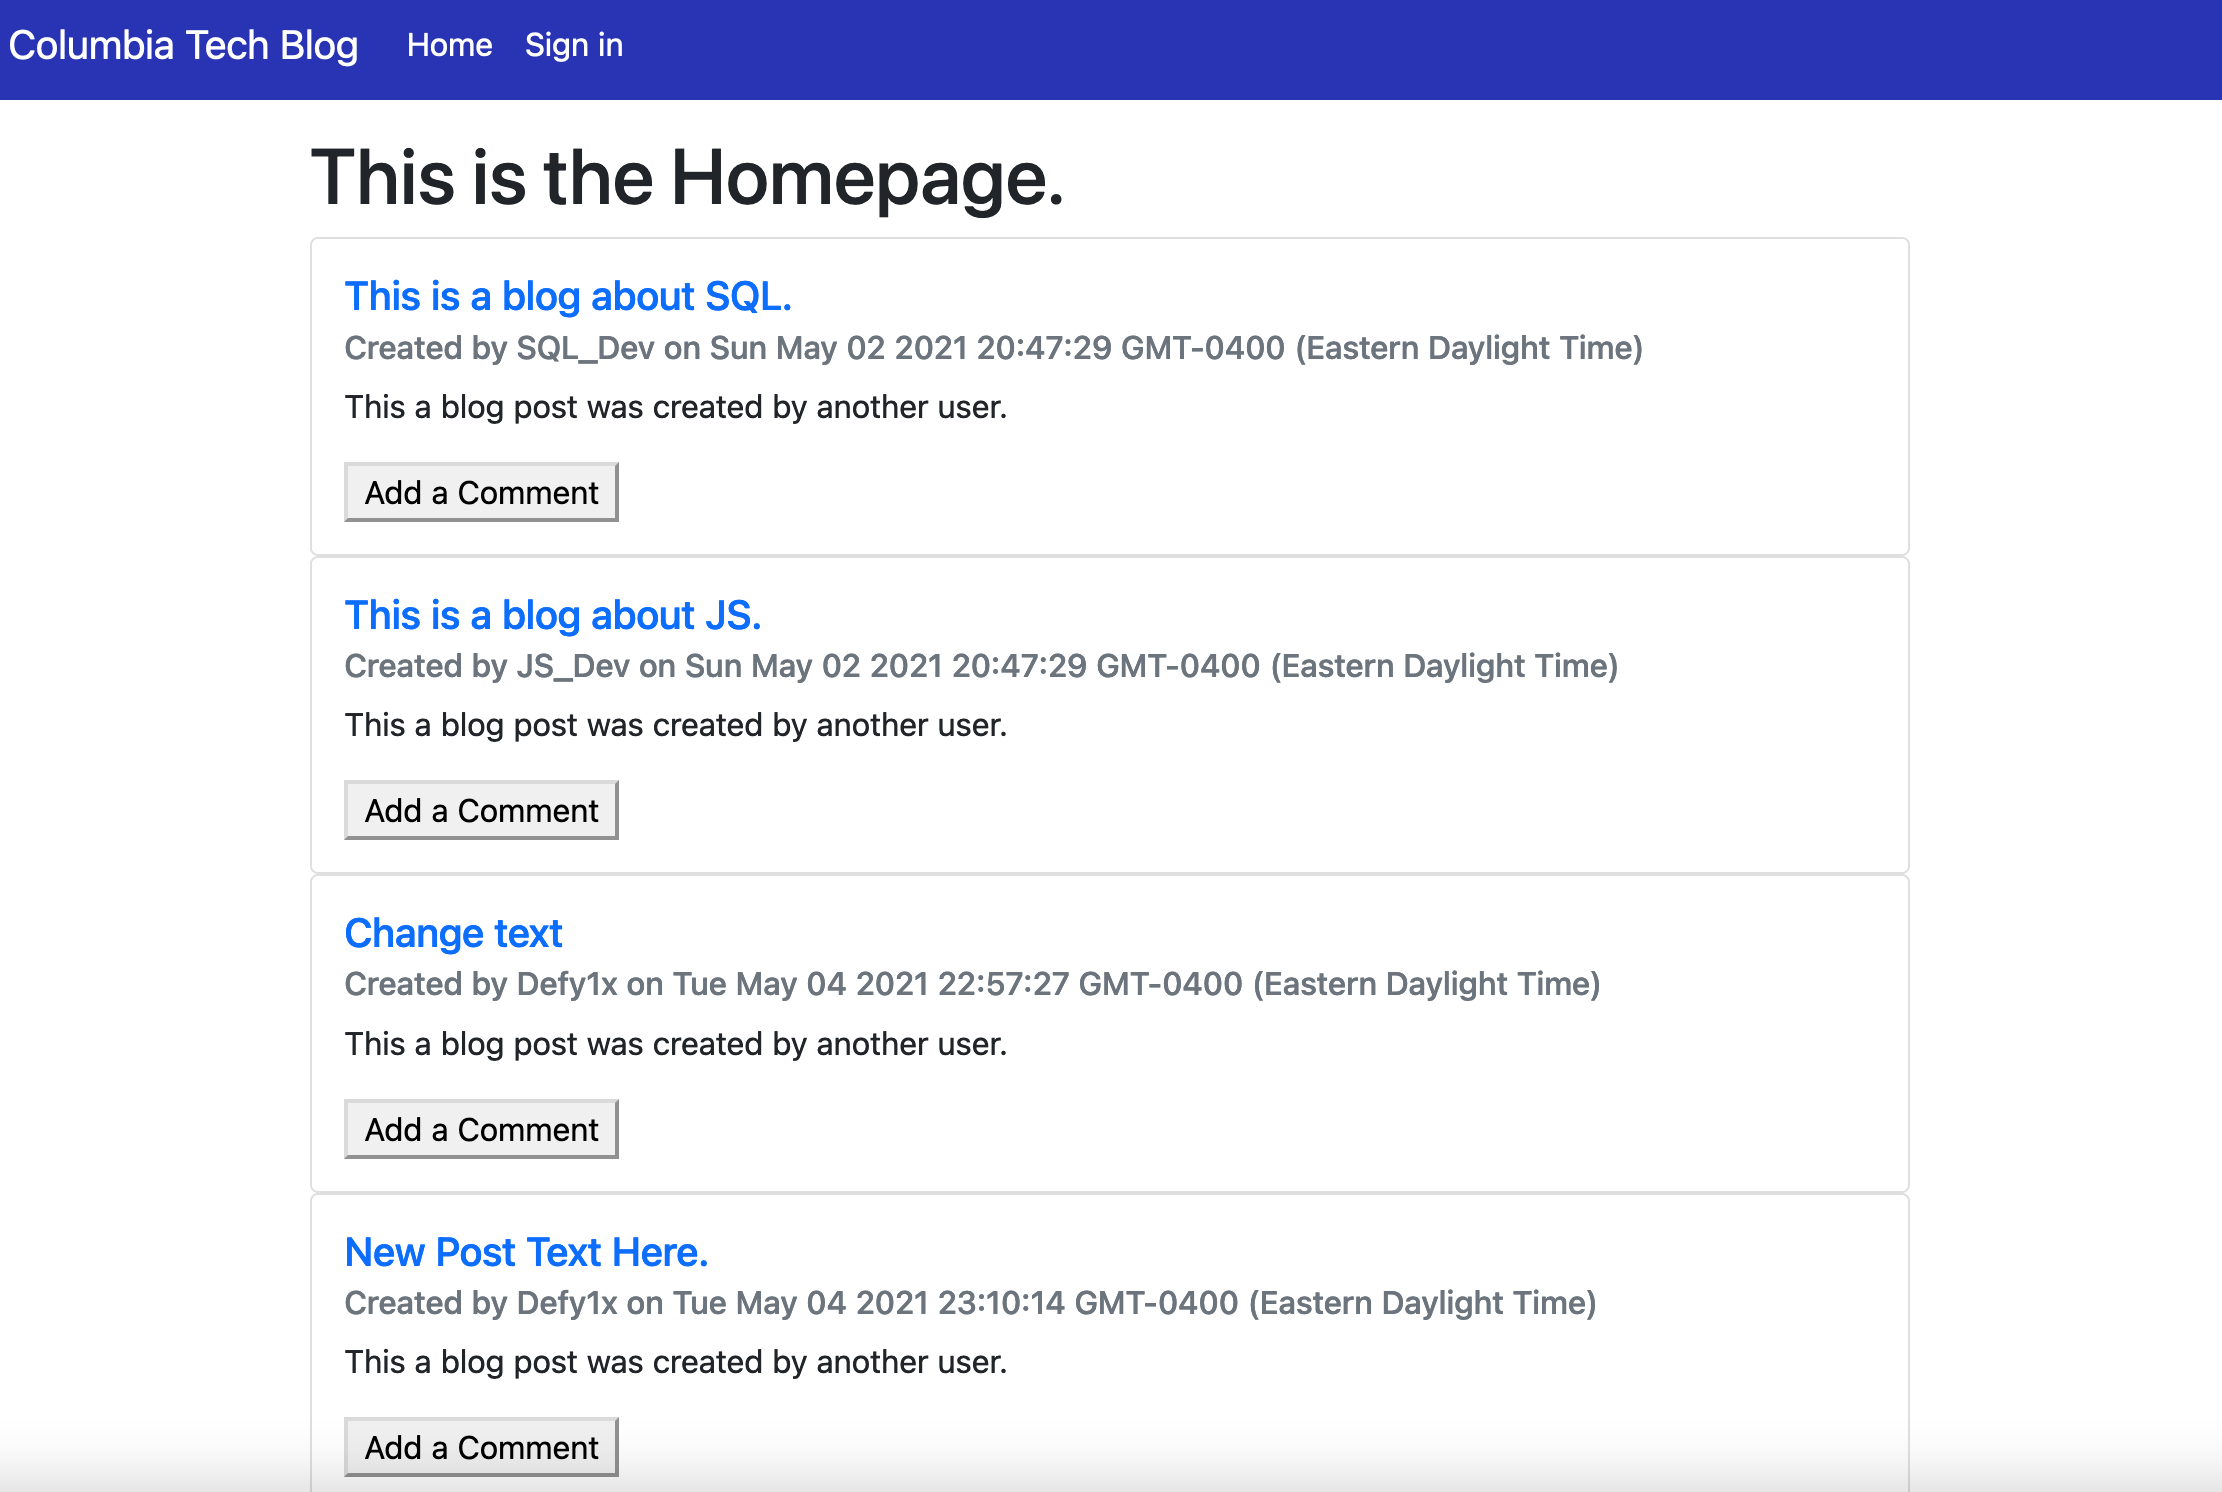 Columbia Tech Blog Home Sign in
This is the Homepage.
This is a blog about SQL.
Created by SQL_Dev on Sun May 02 2021 20:47:29 GMT-0400 (Eastern Daylight Time)
This a blog post was created by another user.
Add a Comment
This is a blog about JS.
Created by JS_Dev on Sun May 02 2021 20:47:29 GMT-0400 (Eastern Daylight Time)
This a blog post was created by another user.
Add a Comment
Change text
Created by Defy1x on Tue May 04 2021 22:57:27 GMT-0400 (Eastern Daylight Time)
This a blog post was created by another user.
Add a Comment
New Post Text Here.
Created by Defy1x on Tue May 04 2021 23:10:14 GMT-0400 (Eastern Daylight Time)
This a blog post was created by another user.
Add a Comment